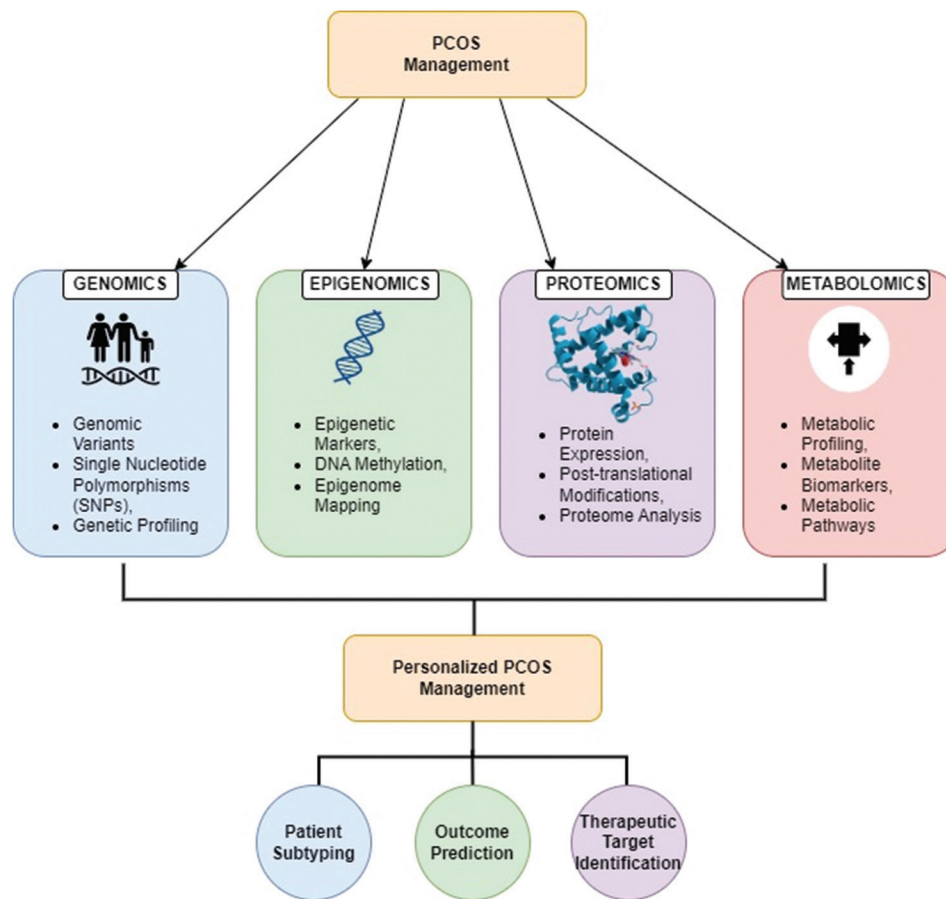 PCOS
Management
GENOMICS
Genomic
Variants
Single Nucleotide
Polymorphisms
(SNPs),
Genetic Profiling
EPIGENOMICS
Epigenetic
Markers,
DNA Methylation,
Epigenome
Mapping
PROTEOMICS
Protein
Expression,
Post-translational
Modifications,
Proteome Analysis
METABOLOMICS
Metabolic
Profiling,
Metabolite
Biomarkers,
Metabolic
Pathways
Personalized PCOS
Management
Patient
Subtyping
Outcome
Prediction
Therapeutic
Target
Identification